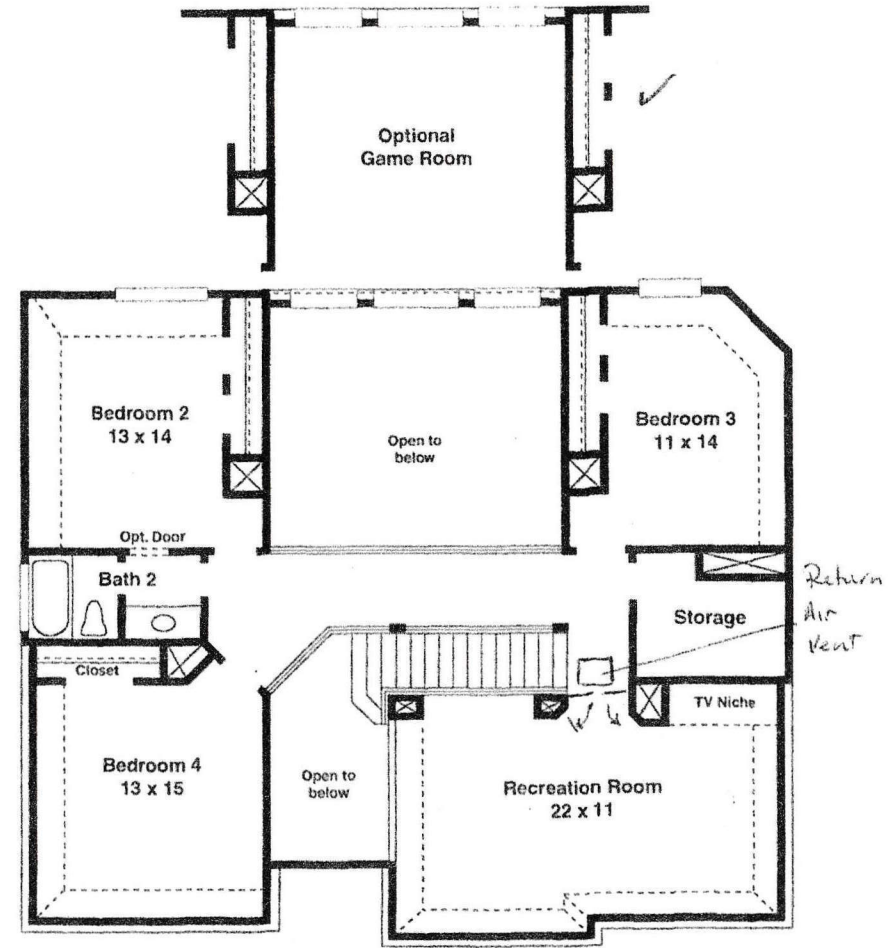 Optional
Game Room
Bedroom 2
13 x 14
Open to
below
Bedroom 3
11 x 14
Opt. Door
Bath 2
Storage
Return
Air
Vent
Closet
TV Niche
Bedroom 4
13 x 15
Open to
below
Recreation Room
22 x 11